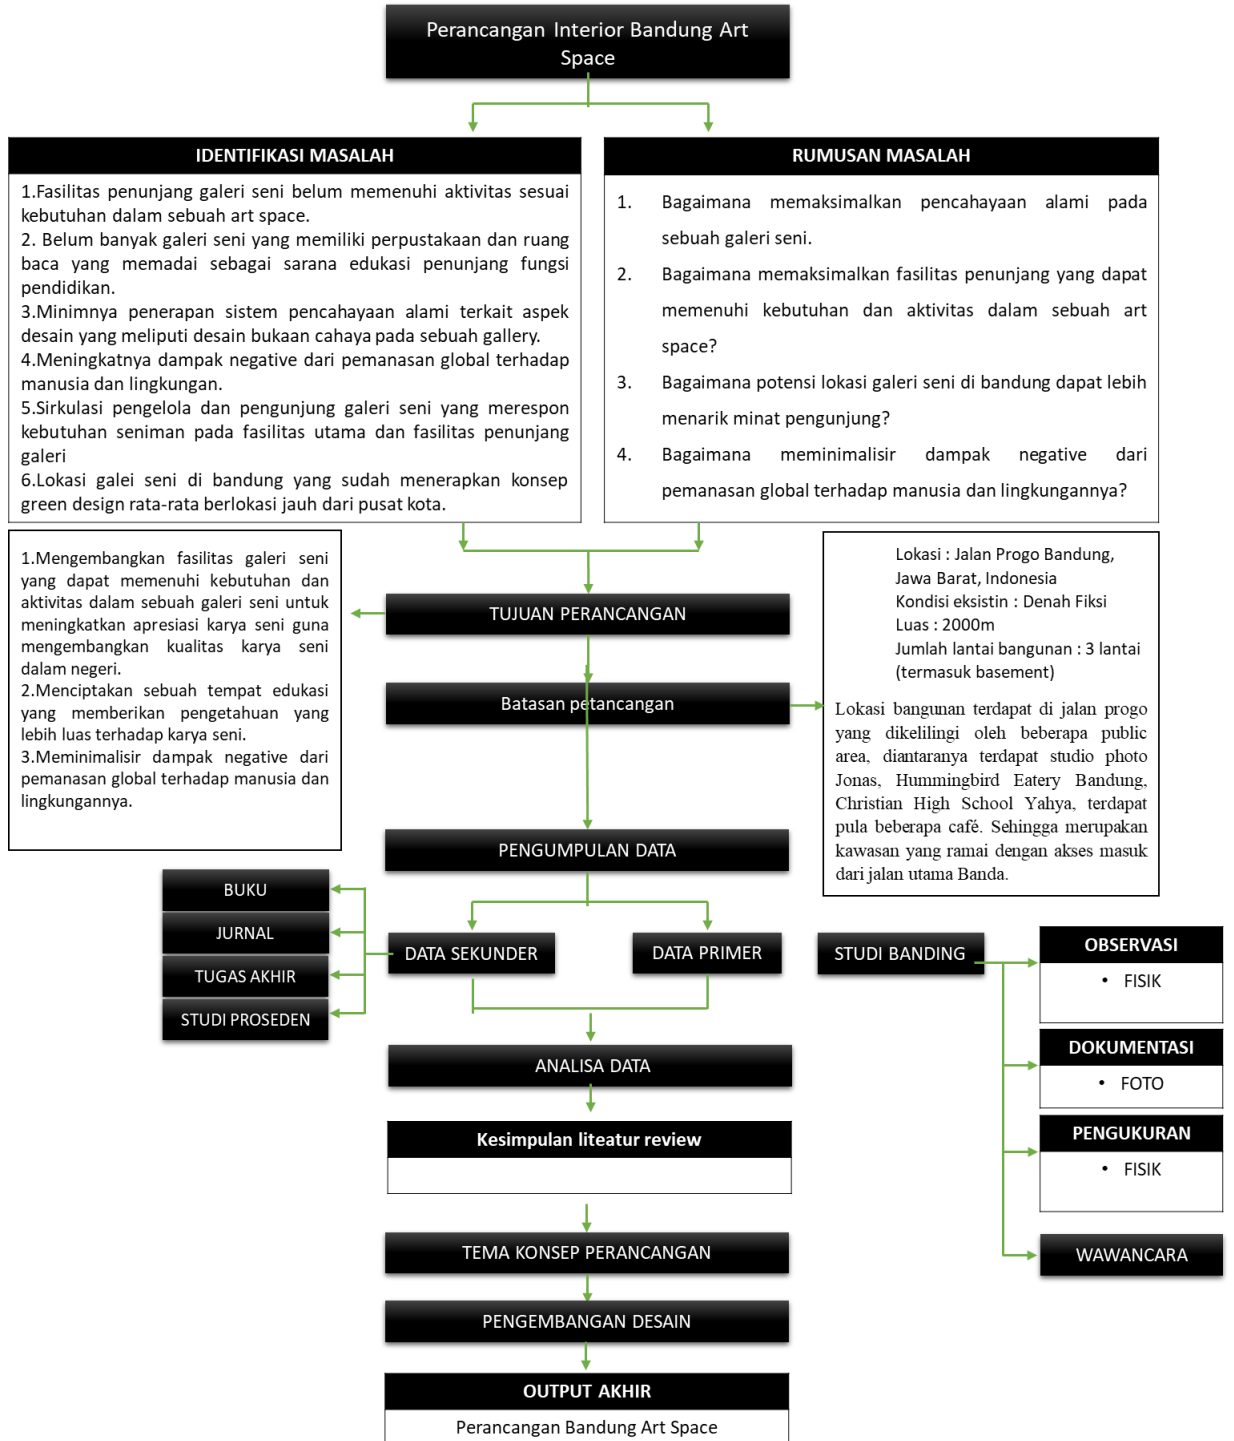 Perancangan Interior Bandung Art
Space
IDENTIFIKASI MASALAH
1.Fasilitas penunjang galeri seni belum memenuhi aktivitas sesuai
kebutuhan dalam sebuah art space.
2. Belum banyak galeri seni yang memiliki perpustakaan dan ruang
baca yang memadai sebagai sarana edukasi penunjang fungsi
pendidikan.
3.Minimnya penerapan sistem pencahayaan alami terkait aspek
desain yang meliputi desain bukaan cahaya pada sebuah gallery.
4.Meningkatnya dampak negative dari pemanasan global terhadap
manusia dan lingkungan.
5.Sirkulasi pengelola dan pengunjung galeri seni yang merespon
kebutuhan seniman pada fasilitas utama dan fasilitas penunjang
galeri
6.Lokasi galei seni di bandung yang sudah menerapkan konsep
green design rata-rata berlokasi jauh dari pusat kota.
RUMUSAN MASALAH
1. Bagaimana memaksimalkan pencahayaan alami pada
sebuah galeri seni.
2. Bagaimana memaksimalkan fasilitas penunjang yang dapat
memenuhi kebutuhan dan aktivitas dalam sebuah art
space?
3. Bagaimana potensi lokasi galeri seni di bandung dapat lebih
menarik minat pengunjung?
4. Bagaimana meminimalisir dampak negative dari
pemanasan global terhadap manusia dan lingkungannya?
1.Mengembangkan fasilitas galeri seni
yang dapat memenuhi kebutuhan dan
aktivitas dalam sebuah galeri seni untuk
meningkatkan apresiasi karya seni guna
mengembangkan kualitas karya seni
dalam negeri.
2.Menciptakan sebuah tempat edukasi
yang memberikan pengetahuan yang
lebih luas terhadap karya seni.
3.Meminimalisir dampak negative dari
pemanasan global terhadap manusia dan
lingkungannya.
TUJUAN PERANCANGAN
Batasan petancangan
Lokasi : Jalan Progo Bandung,
Jawa Barat, Indonesia
Kondisi eksistin : Denah Fiksi
Luas : 2000m
Jumlah lantai bangunan : 3 lantai
(termasuk basement)
Lokasi bangunan terdapat di jalan progo
yang dikelilingi oleh beberapa public
area, diantaranya terdapat studio photo
Jonas, Hummingbird Eatery Bandung,
Christian High School Yahya, terdapat
pula beberapa café. Sehingga merupakan
kawasan yang ramai dengan akses masuk
dari jalan utama Banda.
PENGUMPULAN DATA
BUKU
JURNAL
TUGAS AKHIR
STUDI PROSEDEN
DATA SEKUNDER
DATA PRIMER
STUDI BANDING
OBSERVASI
• FISIK
DOKUMENTASI
• FOTO
PENGUKURAN
• FISIK
WAWANCARA
ANALISA DATA
Kesimpulan liteatur review
TEMA KONSEP PERANCANGAN
PENGEMBANGAN DESAIN
OUTPUT AKHIR
Perancangan Bandung Art Space